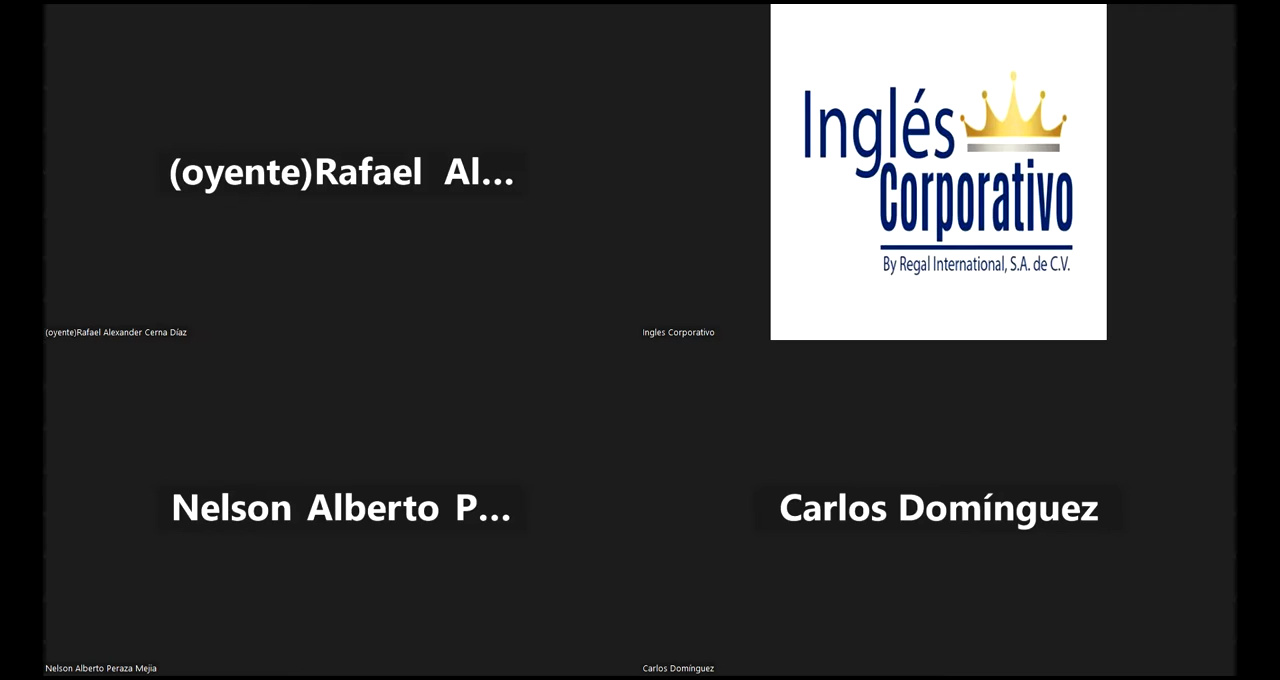 (oyente)Rafael Al...
(oyente)Rafael Alexander Cerna Díaz
Inglés
Corporativo
By Regal International, S.A. de C.V.
Ingles Corporativo
Nelson Alberto P...
Nelson Alberto Peraza Mejia
Carlos Domínguez
Carlos Domínguez